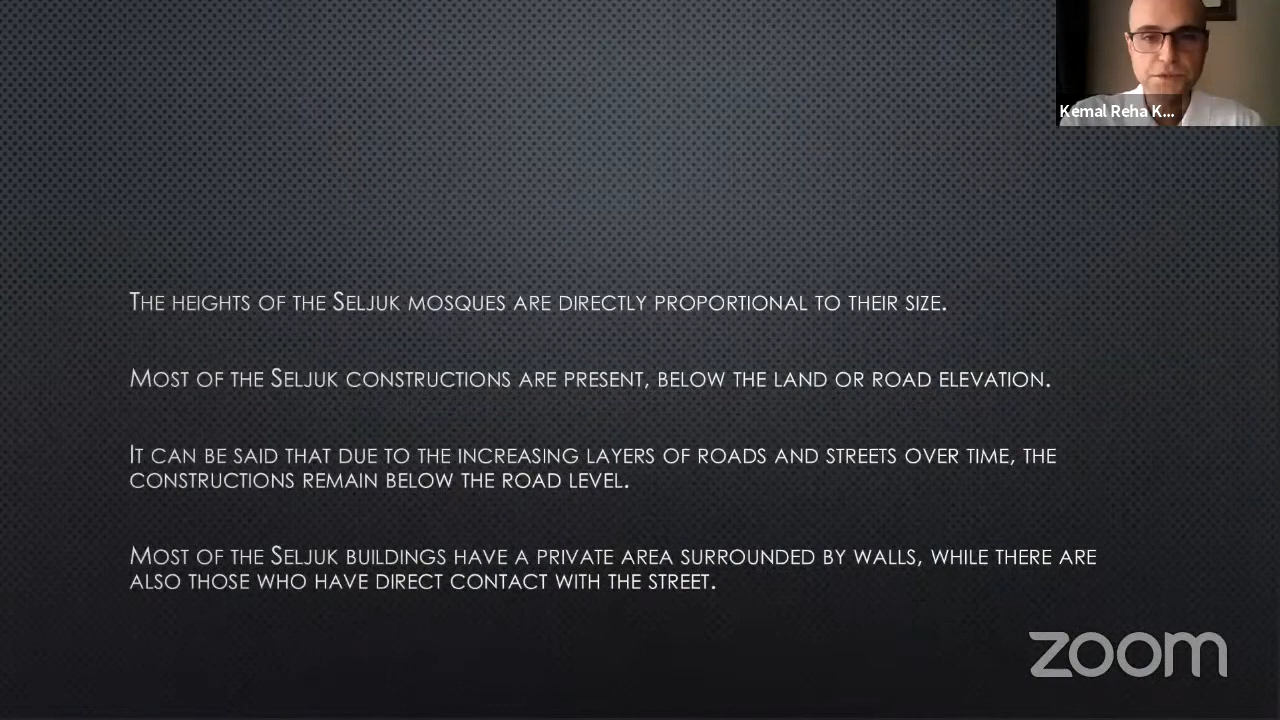 Kemal Reha K...
The heights of the Seljuk mosques are directly proportional to their size.
Most of the Seljuk constructions are present, below the land or road elevation.
It can be said that due to the increasing layers of roads and streets over time, the
constructions remain below the road level.
Most of the Seljuk buildings have a private area surrounded by walls, while there are
also those who have direct contact with the street.
zoom